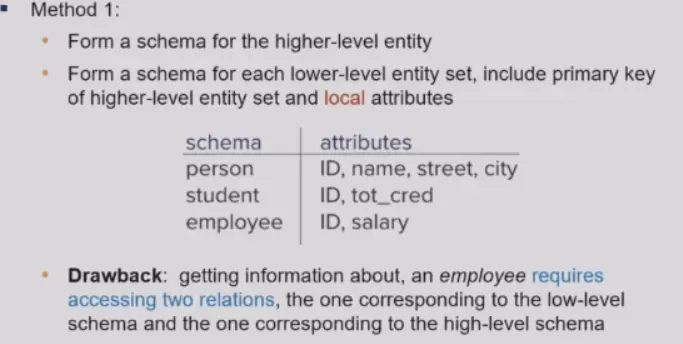 ▪ Method 1:
• Form a schema for the higher-level entity
• Form a schema for each lower-level entity set, include primary key
of higher-level entity set and local attributes
schema attributes
person ID, name, street, city
student ID, tot_cred
employee ID, salary
• Drawback: getting information about, an employee requires
accessing two relations, the one corresponding to the low-level
schema and the one corresponding to the high-level schema